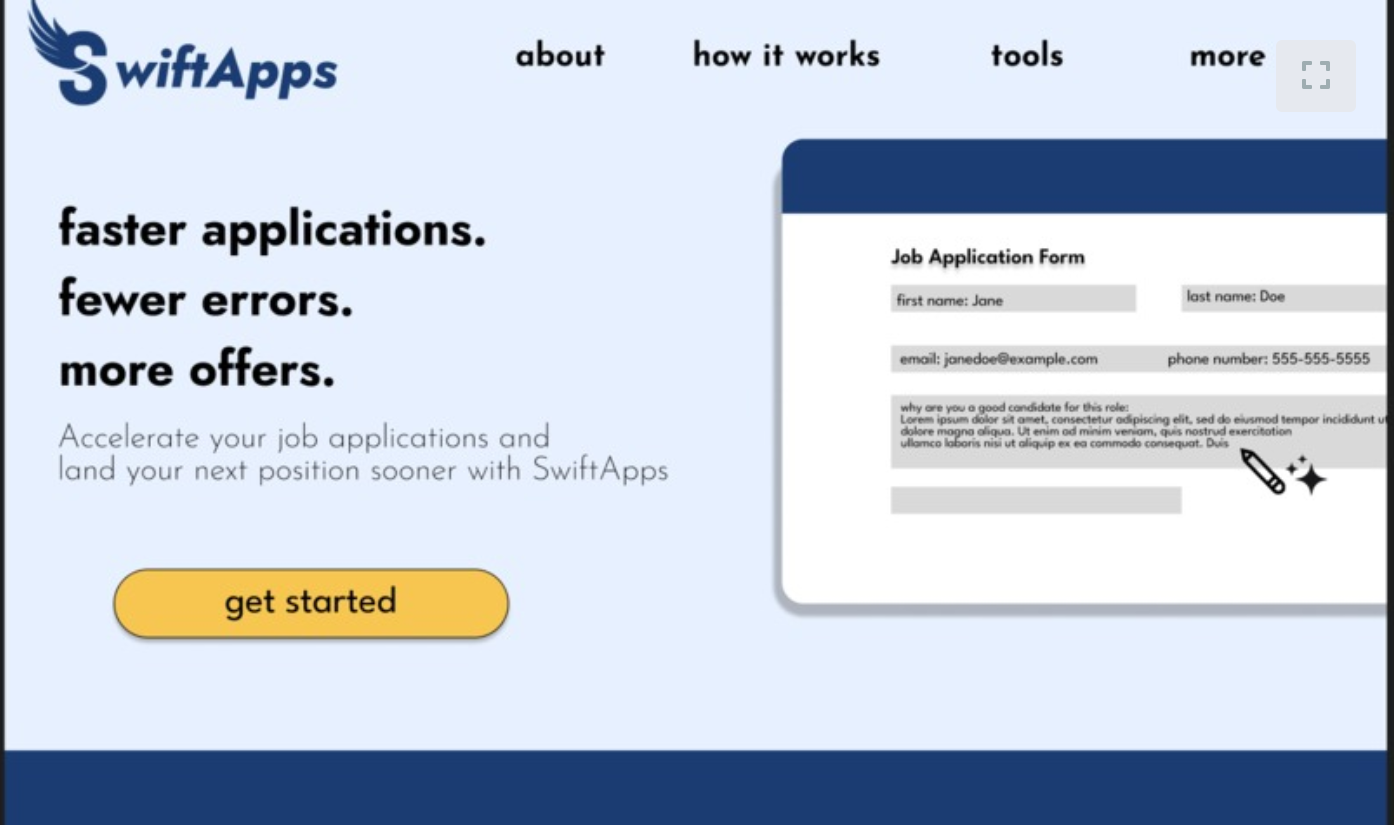 SwiftApps
about how it works tools more
faster applications.
fewer errors.
more offers.
Accelerate your job applications and
land your next position sooner with SwiftApps
get started
Job Application Form
first name: Jane last name: Doe
email: janedoe@example.com phone number: 555-555-5555
why are you a good candidate for this role:
Lorem ipsum dolor sit amet, consectetur adipiscing elit, sed do eiusmod tempor incididunt
dolore magna aliqua. Ut enim ad minim veniam, quis nostrud exercitation
ullamco laboris nisi ut aliquip ex ea commodo consequat. Duis